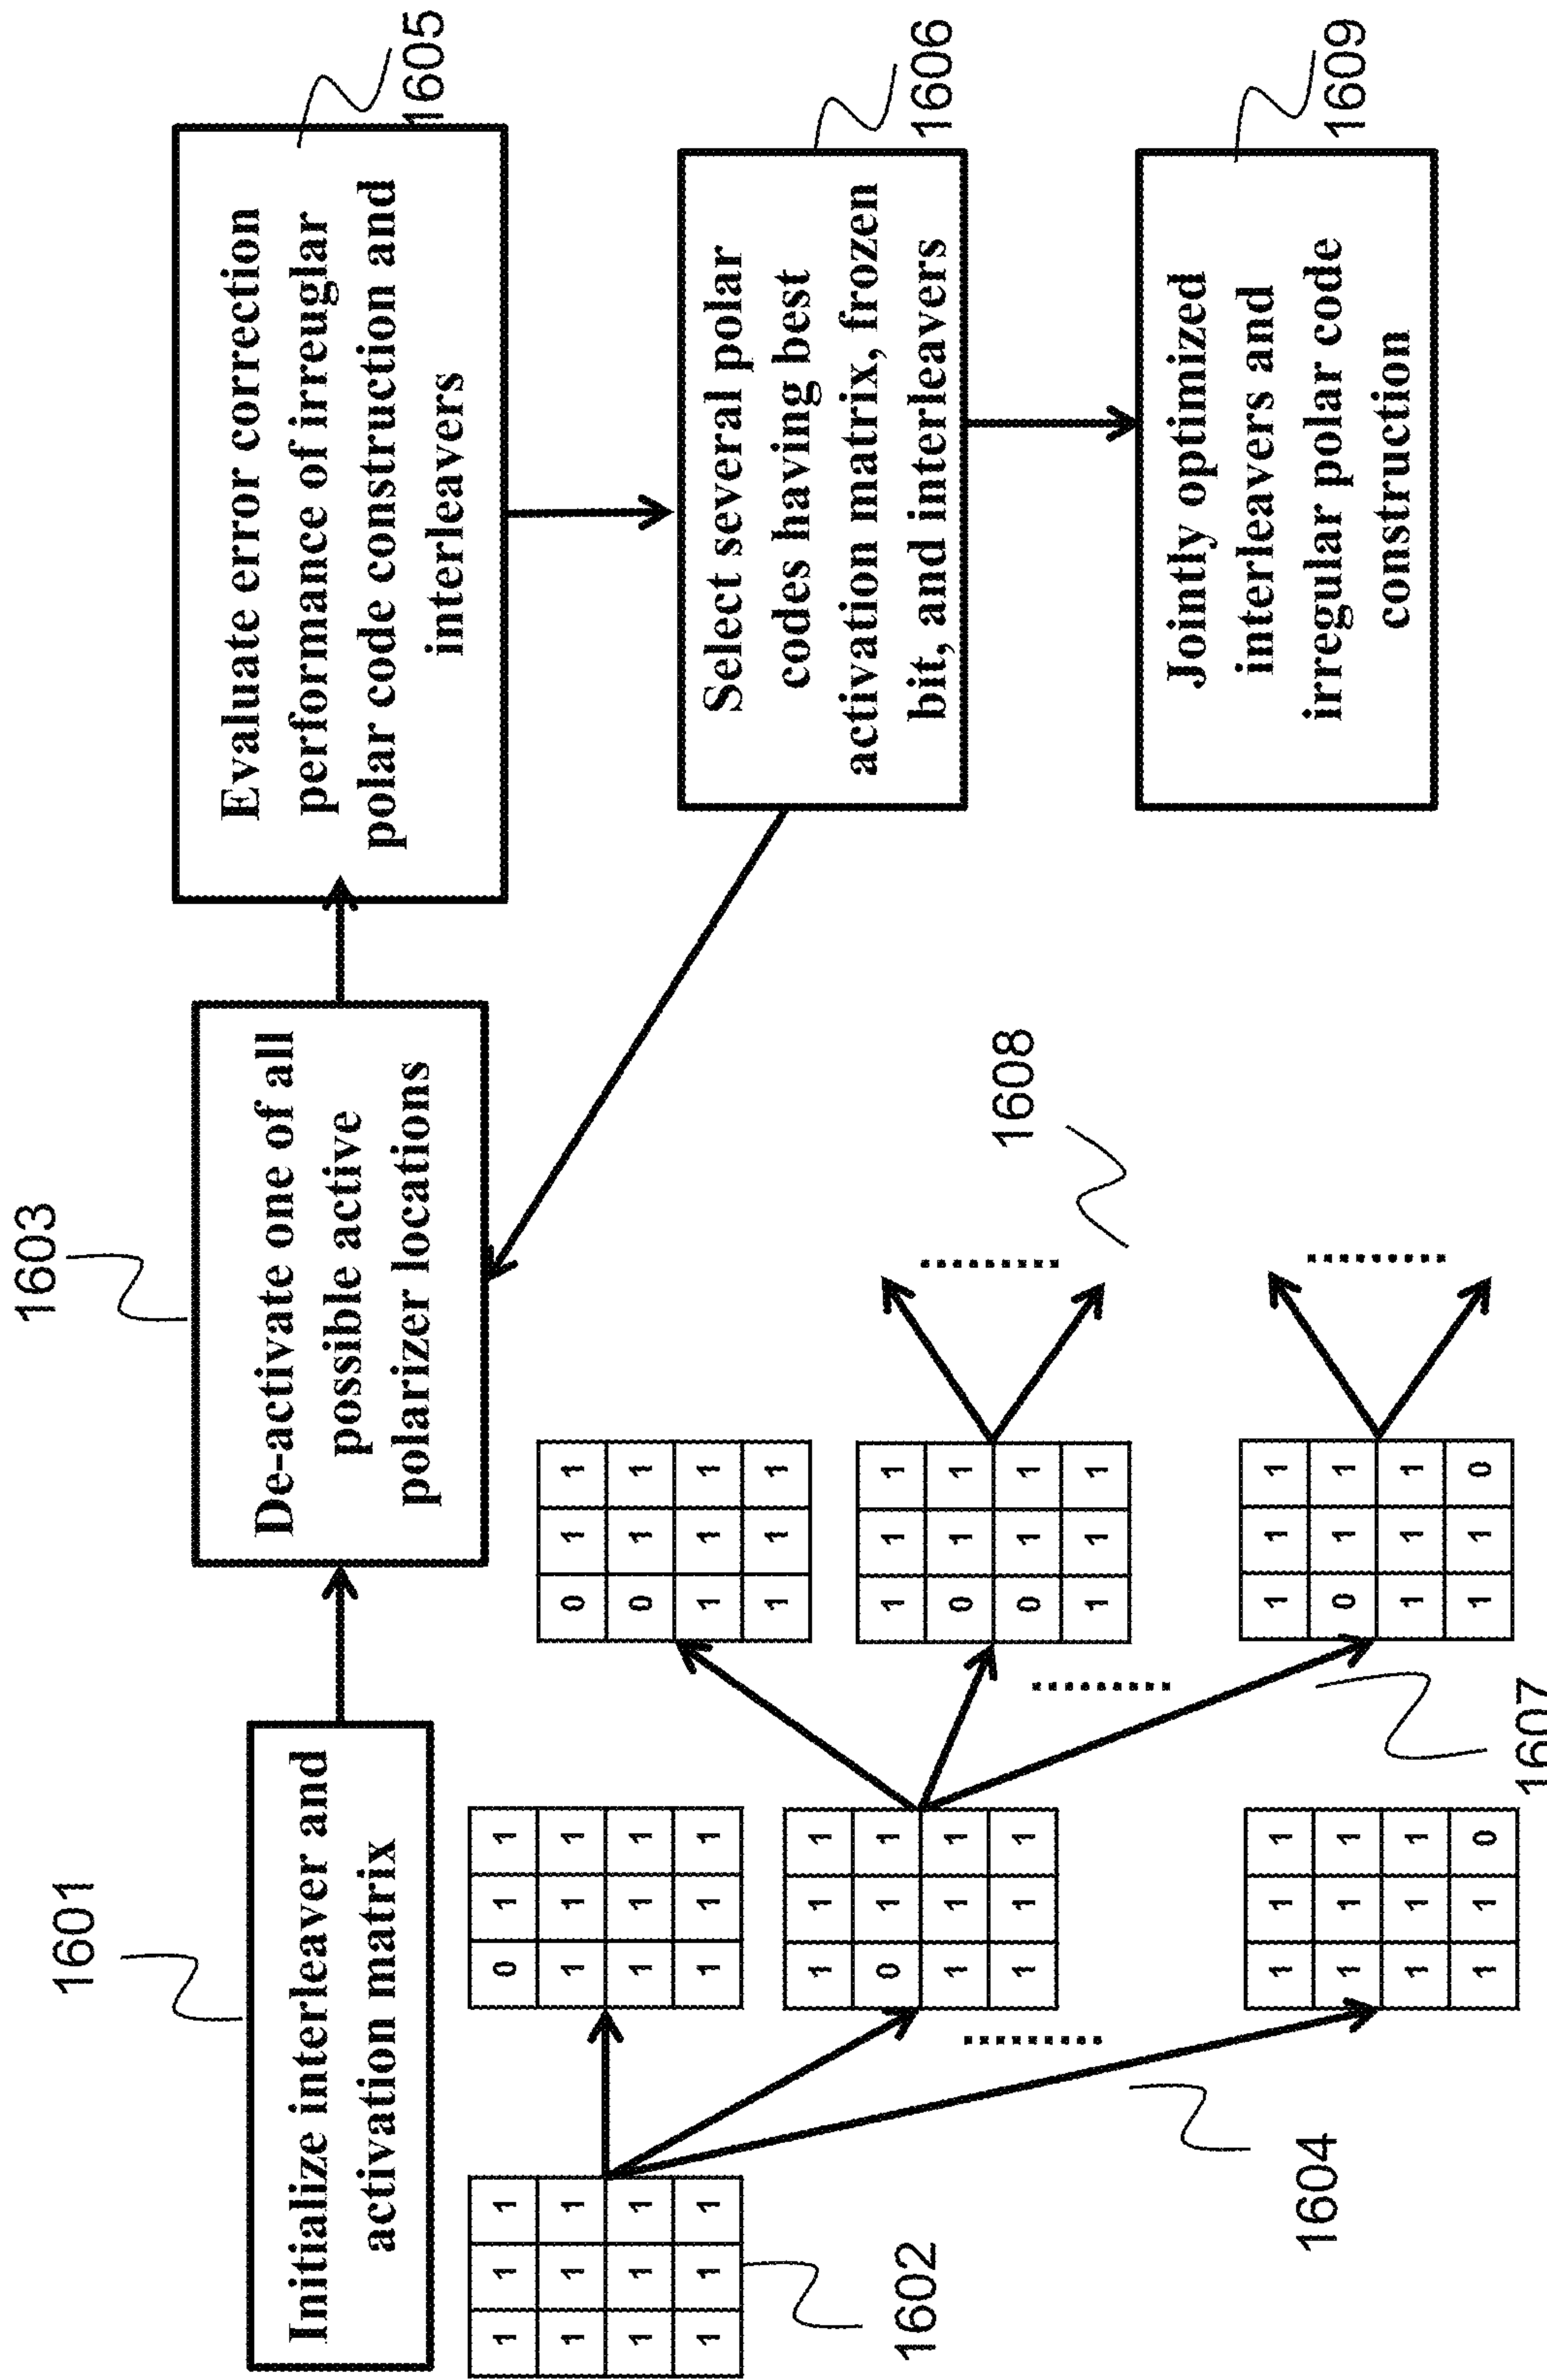 1601
Initialize interleaver and
activation matrix
1603
De-activate one of all
possible active
polarizer locations
Evaluate error correction
performance of irreuglar
polar code construction and
interleavers
1605
Select several polar
codes having best
activation matrix, frozen
bit, and interleavers
1606
Jointly optimized
interleavers and
irregular polar code
construction
1609
1 1 1
1 1 1
1 1 1
1 1 1
1602
0 1 1
1 1 1
1 1 1
1 1 1
1 1 1
0 1 1
1 1 1
1 1 1
1 1 1
1 1 1
1 1 1
1 1 0
1604
0 1 1
0 1 1
1 1 1
1 1 1
1 1 1
0 1 1
0 1 1
1 1 1
1 1 1
0 1 1
1 1 1
1 1 0
1607
1608